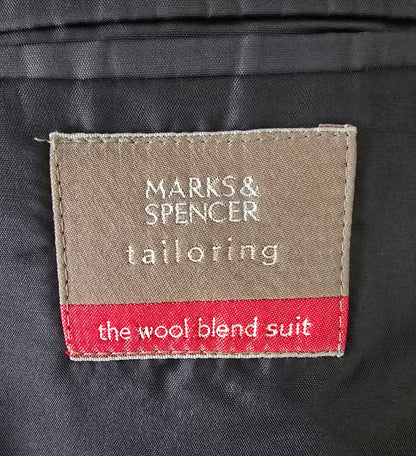 MARKS&
SPENCER
tailoring
the wool blend suit